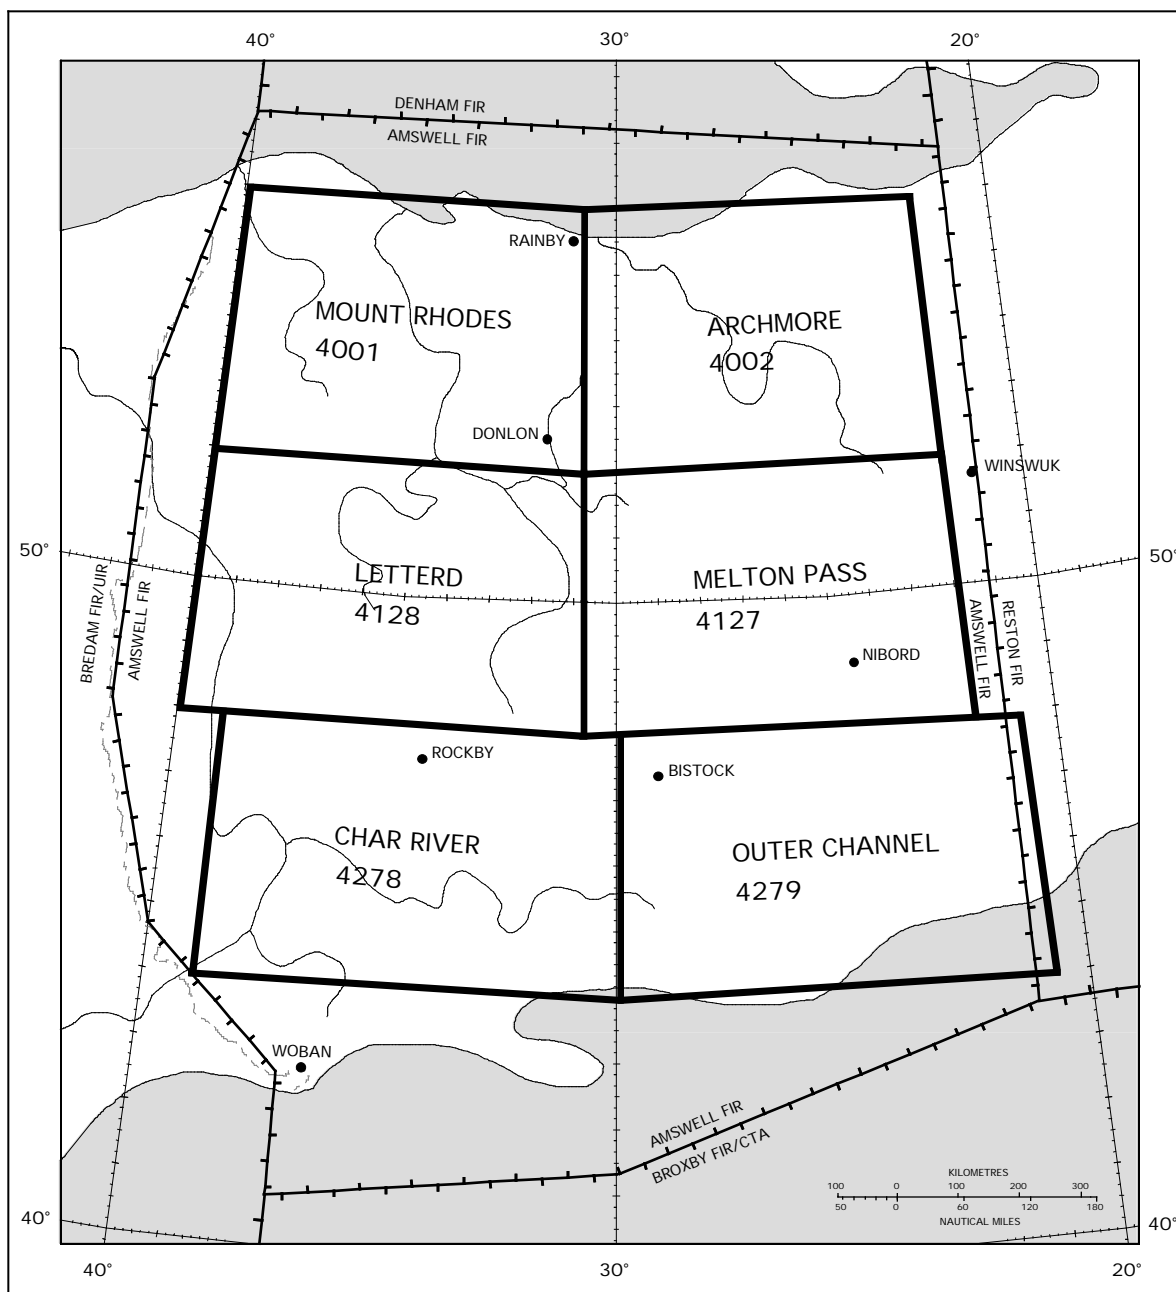 40° 30° 20°
DENHAM FIR
AMSWELL FIR
RAINBY
MOUNT RHODES
4001
ARCHMORE
4002
DONLON
WINSWUK
50° 50°
LETTERD
4128
MELTON PASS
4127
BREDAM FIR/UIR
AMSWELL FIR
AMSWELL FIR
RESTON FIR
NIBORD
ROCKBY
BISTOCK
CHAR RIVER
4278
OUTER CHANNEL
4279
WOBAN
AMSWELL FIR
BROXBY FIR/CTA
KILOMETRES
100 0 100 200 300
50 0 60 120 180
NAUTICAL MILES
40° 40°
40° 30° 20°